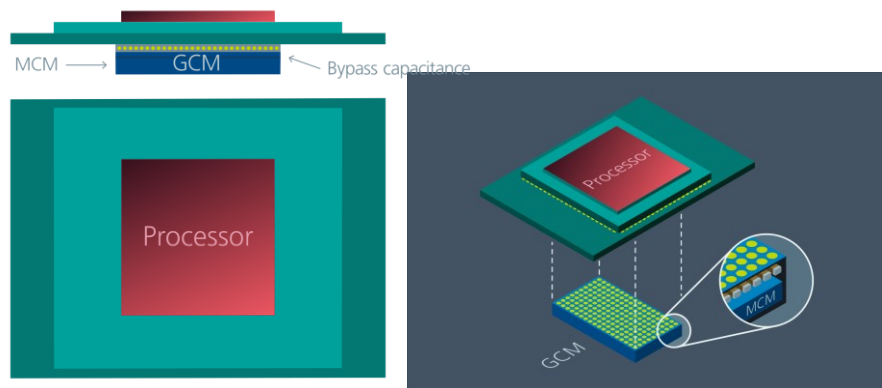 MCM
GCM
Bypass capacitance
Processor
Processor
GCM
MCM